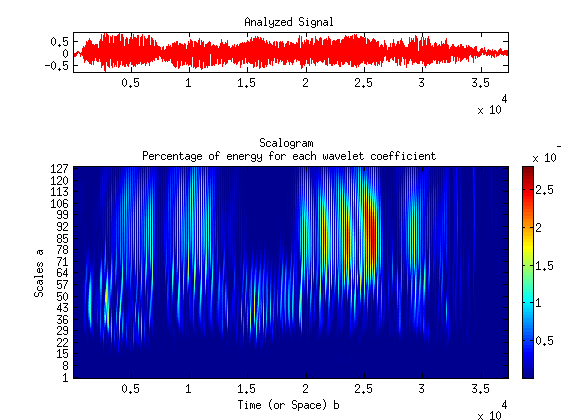 Analyzed Signal
0.5
0
-0.5
0.5 1 1.5 2 2.5 3 3.5
x 10 4
Scalogram
Percentage of energy for each wavelet coefficient
x 10 -
127
120
113
106
99
92
85
78
71
64
57
50
43
36
29
22
15
8
1
Scales a
2.5
2
1.5
1
0.5
0.5 1 1.5 2 2.5 3 3.5
Time (or Space) b
x 10 4